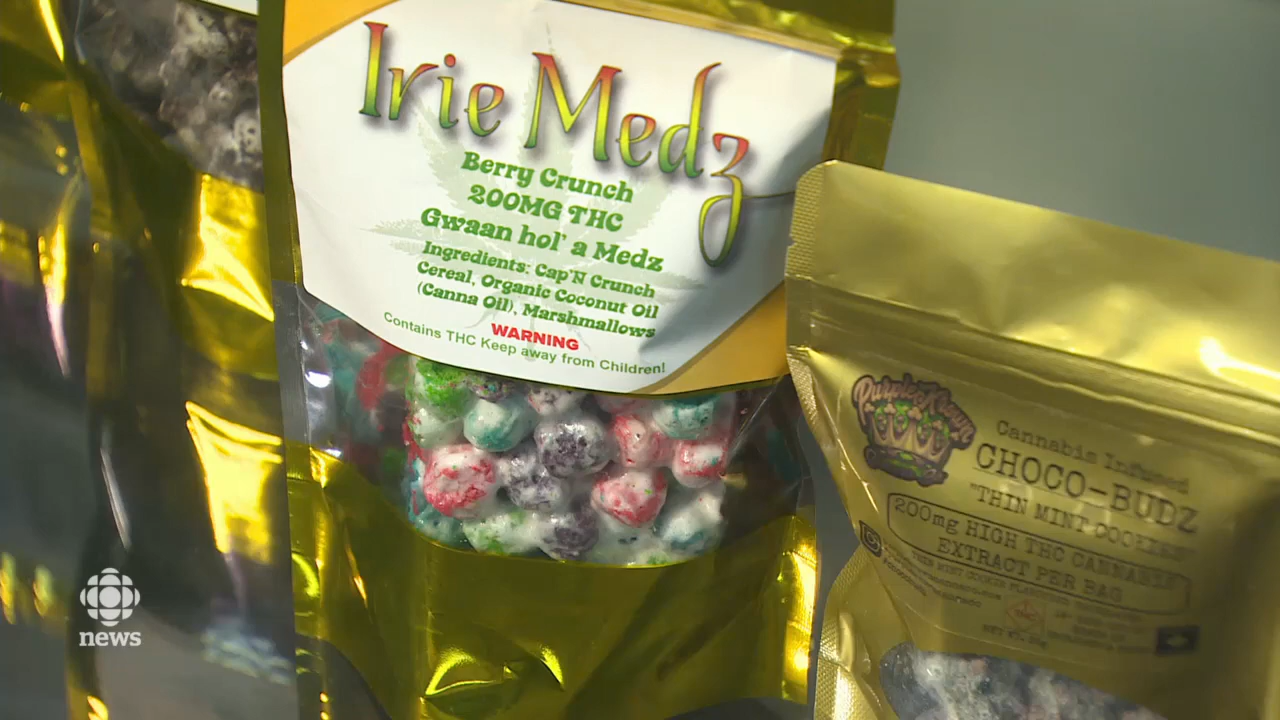 Irie Medz
Berry Crunch
200MG THC
Gwaan hol' a Medz
Ingredients: Cap'N Crunch
Cereal, Organic Coconut Oil
(Canna Oil), Marshmallows
WARNING
Contains THC Keep away from Children!
Cannabis Infused
CHOCO-BUDZ
"THIN MINT COOKIES"
200mg HIGH THC CANNABIS
EXTRACT PER BAG
news